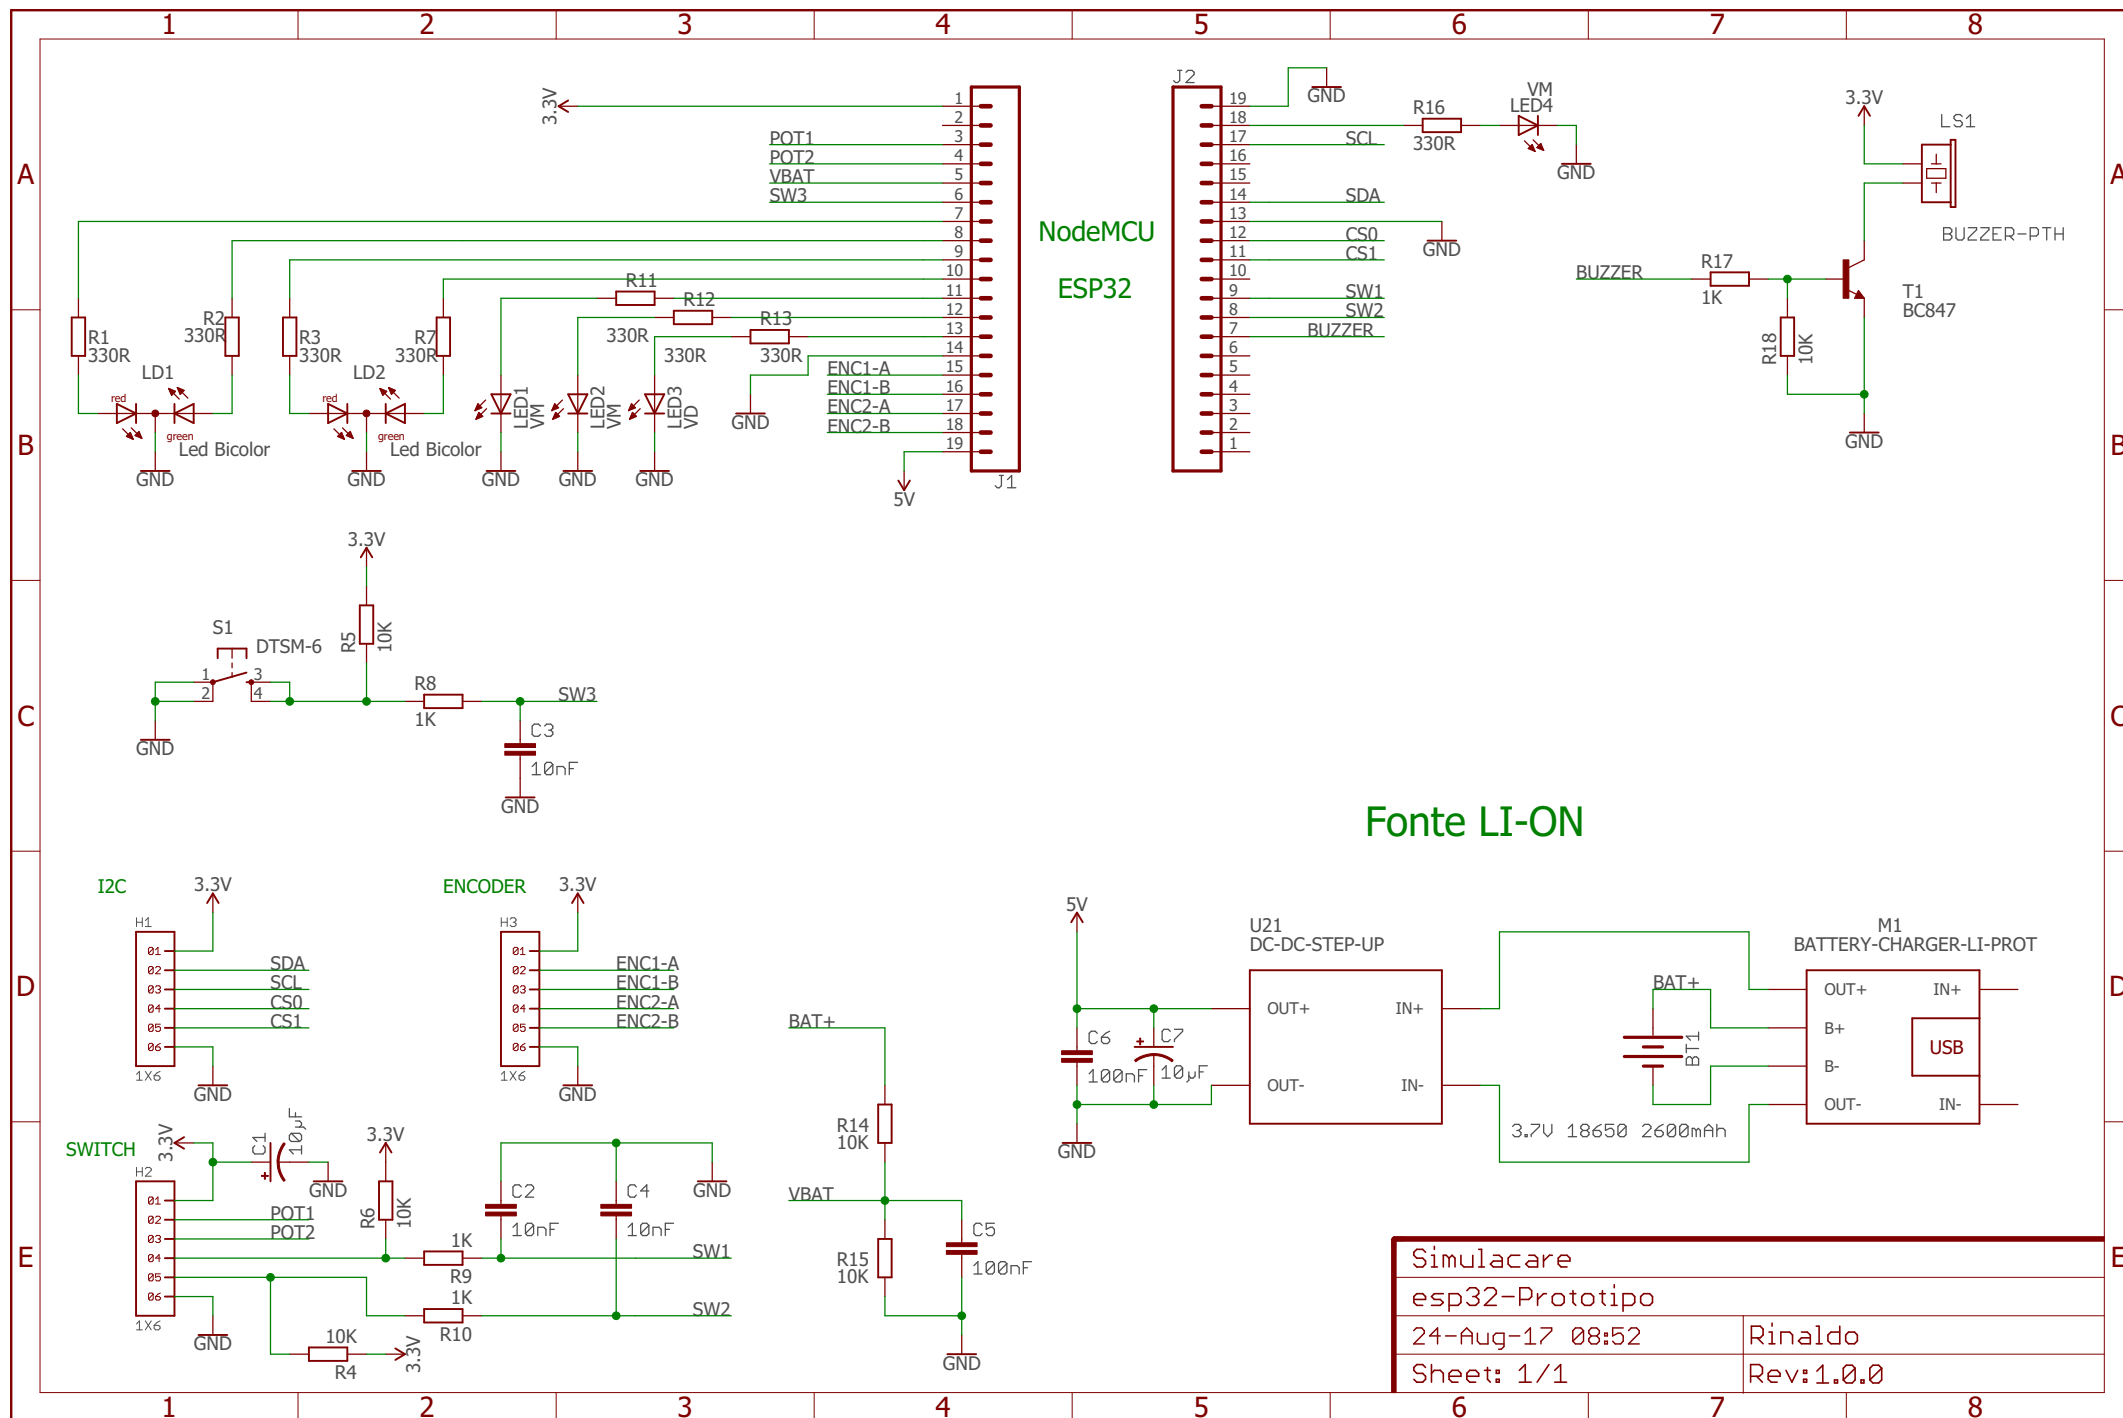 1 2 3 4 5 6 7 8
A
B
C
D
E
A
B
C
D
E
3.3V
POT1
POT2
VBAT
SW3
1
2
3
4
5
6
7
8
9
10
11
12
13
14
15
16
17
18
19
J1
NodeMCU
ESP32
J2
19
18
17
16
15
14
13
12
11
10
9
8
7
6
5
4
3
2
1
GND
SCL
SDA
GND
CS0
CS1
SW1
SW2
BUZZER
R16
330R
VM
LED4
GND
3.3V
LS1
BUZZER-PTH
BUZZER
R17
1K
T1
BC847
R18
10K
GND
R1
330R
R2
330R
LD1
red
green
Led Bicolor
GND
R3
330R
R7
330R
LD2
red
green
Led Bicolor
GND
R11
330R
R12
330R
R13
330R
LED1
VM
GND
LED2
VM
GND
LED3
VD
GND
GND
ENC1-A
ENC1-B
ENC2-A
ENC2-B
5V
3.3V
R5
10K
S1
DTSM-6
1
2
3
4
GND
R8
1K
SW3
C3
10nF
GND
Fonte LI-ON
I2C
3.3V
H1
01
02
03
04
05
06
1X6
SDA
SCL
CS0
CS1
GND
ENCODER
3.3V
H3
01
02
03
04
05
06
1X6
ENC1-A
ENC1-B
ENC2-A
ENC2-B
GND
SWITCH
3.3V
C1
10µF
GND
H2
01
02
03
04
05
06
1X6
POT1
POT2
GND
3.3V
R6
10K
1K
R9
1K
R10
10K
R4
3.3V
C2
10nF
C4
10nF
GND
SW1
SW2
BAT+
R14
10K
VBAT
R15
10K
C5
100nF
GND
5V
C6
100nF
C7
10µF
GND
U21
DC-DC-STEP-UP
OUT+
IN+
OUT-
IN-
BAT+
BT1
3.7V 18650 2600mAh
M1
BATTERY-CHARGER-LI-PROT
OUT+
IN+
B+
USB
B-
OUT-
IN-
Simulacare
esp32-Prototipo
24-Aug-17 08:52
Rinaldo
Sheet: 1/1
Rev:1.0.0
1 2 3 4 5 6 7 8